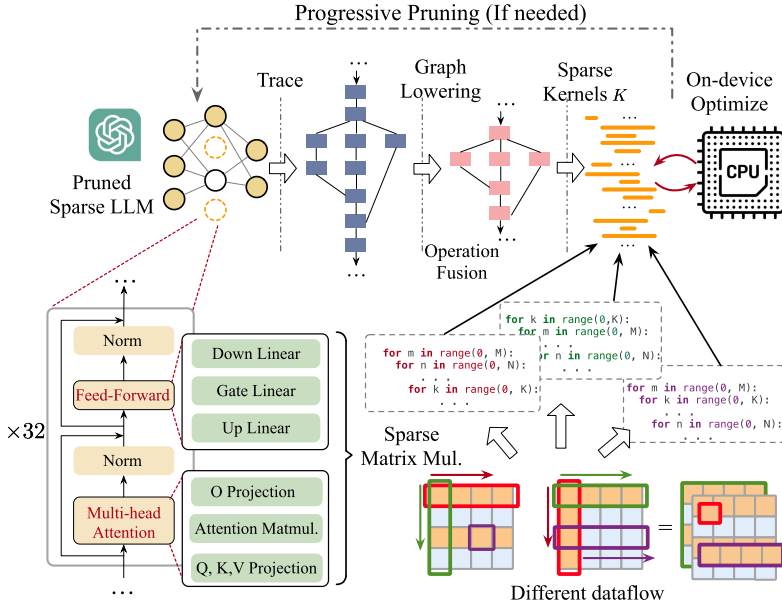 Progressive Pruning (If needed)
Trace
Graph
Lowering
Sparse
Kernels K
On-device
Optimize
CPU
Pruned
Sparse LLM
Operation
Fusion
...
...
...
...
...
...
...
...
...
Norm
Feed-Forward
×32
Norm
Multi-head
Attention
...
Down Linear
Gate Linear
Up Linear
O Projection
Attention Matmul.
Q, K,V Projection
Sparse
Matrix Mul.
for m in range(0, M):
for n in range(0, N):
. . .
for k in range(0, K):
. . .
for k in range(0,K):
for m in range(0, M):
. . . .
for n in range(0, N):
. . . .
for m in range(0, M):
for k in range(0, K):
. . .
for n in range(0, N):
. . .
=
Different dataflow